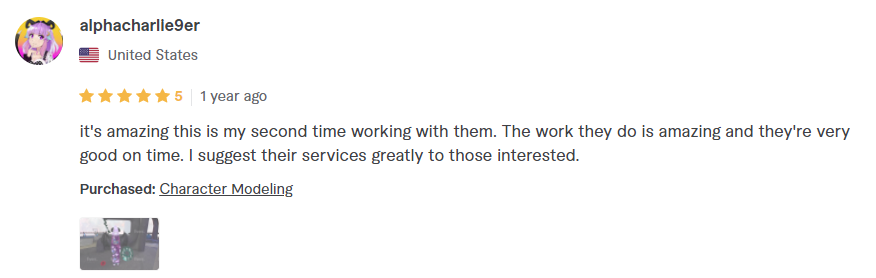 alphacharlle9er
United States
5 1 year ago
it's amazing this is my second time working with them. The work they do is amazing and they're very
good on time. I suggest their services greatly to those interested.
Purchased: Character Modeling